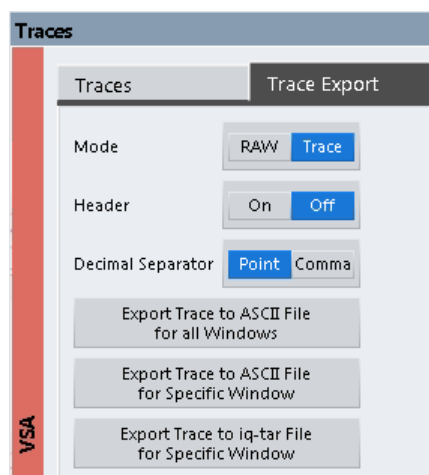 Traces
Traces
Trace Export
Mode
RAW
Trace
Header
On
Off
Decimal Separator
Point
Comma
Export Trace to ASCII File
for all Windows
Export Trace to ASCII File
for Specific Window
Export Trace to iq-tar File
for Specific Window
VSA